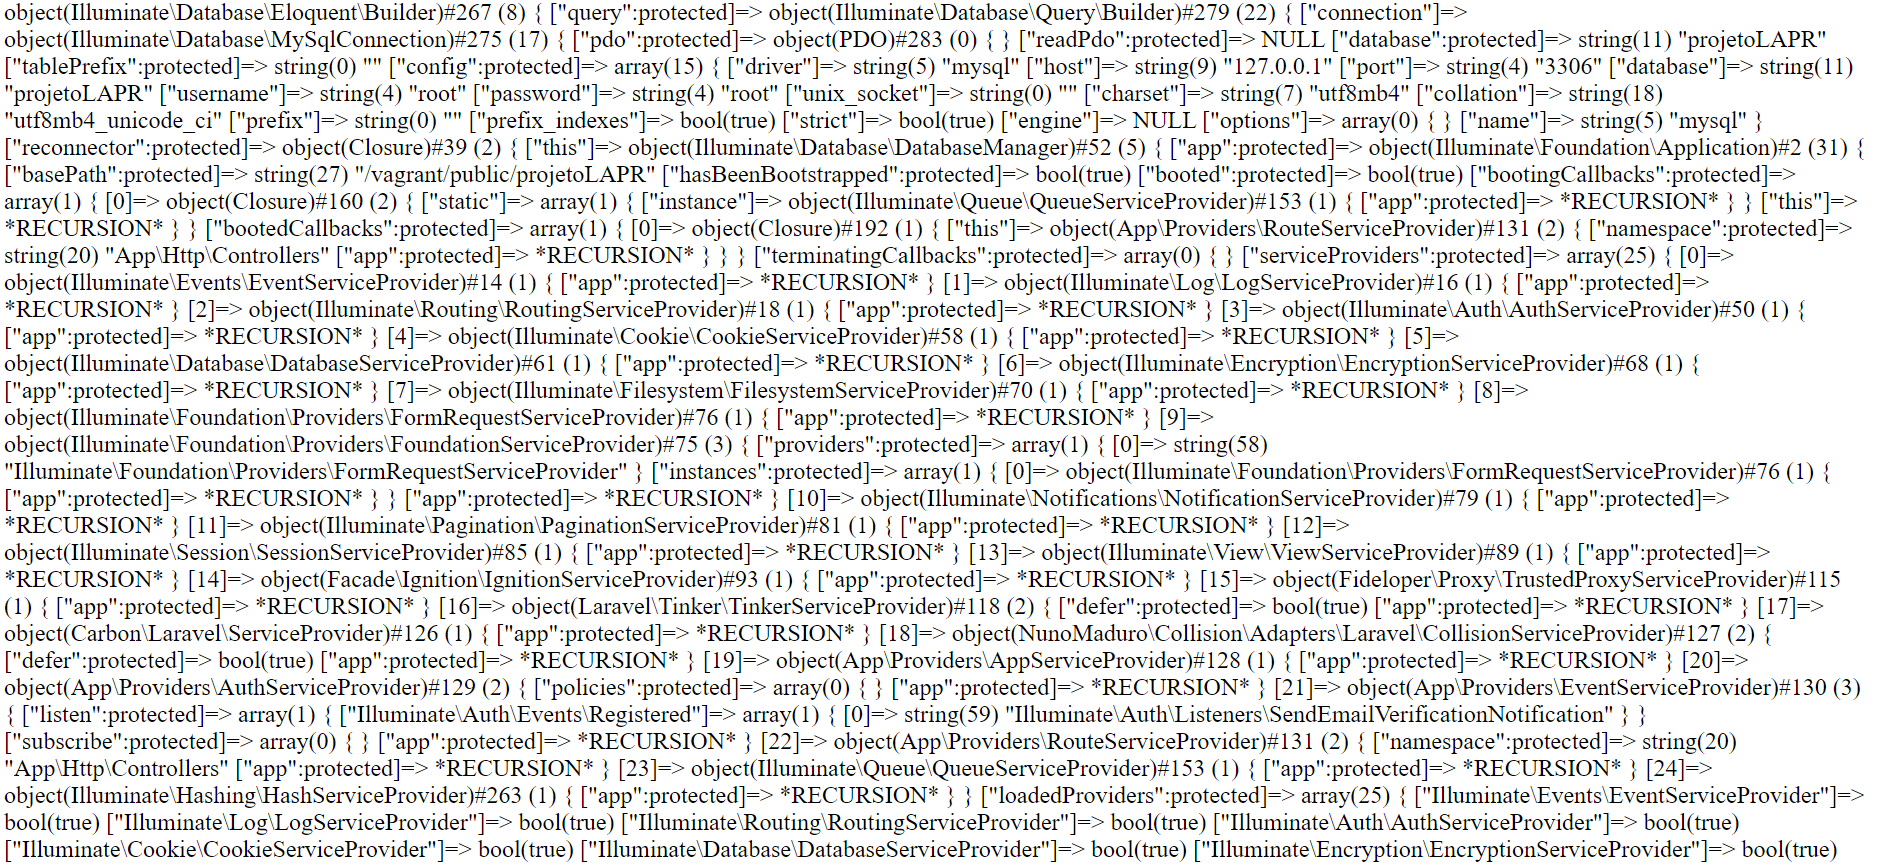 object(Illuminate\Database\Eloquent\Builder)#267 (8) { ["query":protected]=> object(Illuminate\Database\Query\Builder)#279 (22) { ["connection"]=>
object(Illuminate\Database\MySqlConnection)#275 (17) { ["pdo":protected]=> object(PDO)#283 (0) { } ["readPdo":protected]=> NULL ["database":protected]=> string(11) "projetoLAPR"
["tablePrefix":protected]=> string(0) "" ["config":protected]=> array(15) { ["driver"]=> string(5) "mysql" ["host"]=> string(9) "127.0.0.1" ["port"]=> string(4) "3306" ["database"]=> string(11)
"projetoLAPR" ["username"]=> string(4) "root" ["password"]=> string(4) "root" ["unix_socket"]=> string(0) "" ["charset"]=> string(7) "utf8mb4" ["collation"]=> string(18)
"utf8mb4_unicode_ci" ["prefix"]=> string(0) "" ["prefix_indexes"]=> bool(true) ["strict"]=> bool(true) ["engine"]=> NULL ["options"]=> array(0) { } ["name"]=> string(5) "mysql" }
["reconnector":protected]=> object(Closure)#39 (2) { ["this"]=> object(Illuminate\Database\DatabaseManager)#52 (5) { ["app":protected]=> object(Illuminate\Foundation\Application)#2 (31) {
["basePath":protected]=> string(27) "/vagrant/public/projetoLAPR" ["hasBeenBootstrapped":protected]=> bool(true) ["booted":protected]=> bool(true) ["bootingCallbacks":protected]=>
array(1) { [0]=> object(Closure)#160 (2) { ["static"]=> array(1) { ["instance"]=> object(Illuminate\Queue\QueueServiceProvider)#153 (1) { ["app":protected]=> *RECURSION* } } ["this"]=>
*RECURSION* } } ["bootedCallbacks":protected]=> array(1) { [0]=> object(Closure)#192 (1) { ["this"]=> object(App\Providers\RouteServiceProvider)#131 (2) { ["namespace":protected]=>
string(20) "App\Http\Controllers" ["app":protected]=> *RECURSION* } } } ["terminatingCallbacks":protected]=> array(0) { } ["serviceProviders":protected]=> array(25) { [0]=>
object(Illuminate\Events\EventServiceProvider)#14 (1) { ["app":protected]=> *RECURSION* } [1]=> object(Illuminate\Log\LogServiceProvider)#16 (1) { ["app":protected]=>
*RECURSION* } [2]=> object(Illuminate\Routing\RoutingServiceProvider)#18 (1) { ["app":protected]=> *RECURSION* } [3]=> object(Illuminate\Auth\AuthServiceProvider)#50 (1) {
["app":protected]=> *RECURSION* } [4]=> object(Illuminate\Cookie\CookieServiceProvider)#58 (1) { ["app":protected]=> *RECURSION* } [5]=>
object(Illuminate\Database\DatabaseServiceProvider)#61 (1) { ["app":protected]=> *RECURSION* } [6]=> object(Illuminate\Encryption\EncryptionServiceProvider)#68 (1) {
["app":protected]=> *RECURSION* } [7]=> object(Illuminate\Filesystem\FilesystemServiceProvider)#70 (1) { ["app":protected]=> *RECURSION* } [8]=>
object(Illuminate\Foundation\Providers\FormRequestServiceProvider)#76 (1) { ["app":protected]=> *RECURSION* } [9]=>
object(Illuminate\Foundation\Providers\FoundationServiceProvider)#75 (3) { ["providers":protected]=> array(1) { [0]=> string(58)
"Illuminate\Foundation\Providers\FormRequestServiceProvider" } ["instances":protected]=> array(1) { [0]=> object(Illuminate\Foundation\Providers\FormRequestServiceProvider)#76 (1) {
["app":protected]=> *RECURSION* } } ["app":protected]=> *RECURSION* } [10]=> object(Illuminate\Notifications\NotificationServiceProvider)#79 (1) { ["app":protected]=>
*RECURSION* } [11]=> object(Illuminate\Pagination\PaginationServiceProvider)#81 (1) { ["app":protected]=> *RECURSION* } [12]=>
object(Illuminate\Session\SessionServiceProvider)#85 (1) { ["app":protected]=> *RECURSION* } [13]=> object(Illuminate\View\ViewServiceProvider)#89 (1) { ["app":protected]=>
*RECURSION* } [14]=> object(Facade\Ignition\IgnitionServiceProvider)#93 (1) { ["app":protected]=> *RECURSION* } [15]=> object(Fideloper\Proxy\TrustedProxyServiceProvider)#115
(1) { ["app":protected]=> *RECURSION* } [16]=> object(Laravel\Tinker\TinkerServiceProvider)#118 (2) { ["defer":protected]=> bool(true) ["app":protected]=> *RECURSION* } [17]=>
object(Carbon\Laravel\ServiceProvider)#126 (1) { ["app":protected]=> *RECURSION* } [18]=> object(NunoMaduro\Collision\Adapters\Laravel\CollisionServiceProvider)#127 (2) {
["defer":protected]=> bool(true) ["app":protected]=> *RECURSION* } [19]=> object(App\Providers\AppServiceProvider)#128 (1) { ["app":protected]=> *RECURSION* } [20]=>
object(App\Providers\AuthServiceProvider)#129 (2) { ["policies":protected]=> array(0) { } ["app":protected]=> *RECURSION* } [21]=> object(App\Providers\EventServiceProvider)#130 (3)
{ ["listen":protected]=> array(1) { ["Illuminate\Auth\Events\Registered"]=> array(1) { [0]=> string(59) "Illuminate\Auth\Listeners\SendEmailVerificationNotification" } }
["subscribe":protected]=> array(0) { } ["app":protected]=> *RECURSION* } [22]=> object(App\Providers\RouteServiceProvider)#131 (2) { ["namespace":protected]=> string(20)
"App\Http\Controllers" ["app":protected]=> *RECURSION* } [23]=> object(Illuminate\Queue\QueueServiceProvider)#153 (1) { ["app":protected]=> *RECURSION* } [24]=>
object(Illuminate\Hashing\HashServiceProvider)#263 (1) { ["app":protected]=> *RECURSION* } } ["loadedProviders":protected]=> array(25) { ["Illuminate\Events\EventServiceProvider"]=>
bool(true) ["Illuminate\Log\LogServiceProvider"]=> bool(true) ["Illuminate\Routing\RoutingServiceProvider"]=> bool(true) ["Illuminate\Auth\AuthServiceProvider"]=> bool(true)
["Illuminate\Cookie\CookieServiceProvider"]=> bool(true) ["Illuminate\Database\DatabaseServiceProvider"]=> bool(true) ["Illuminate\Encryption\EncryptionServiceProvider"]=> bool(true)